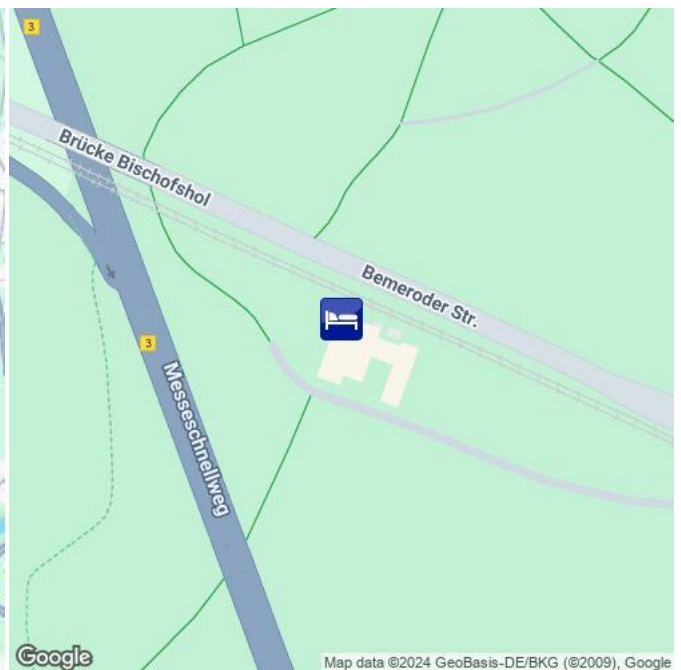 3
Brücke Bischofshol
Bemeroder Str.
3
Messeschnellweg
Google
Map data ©2024 GeoBasis-DE/BKG (©2009), Google